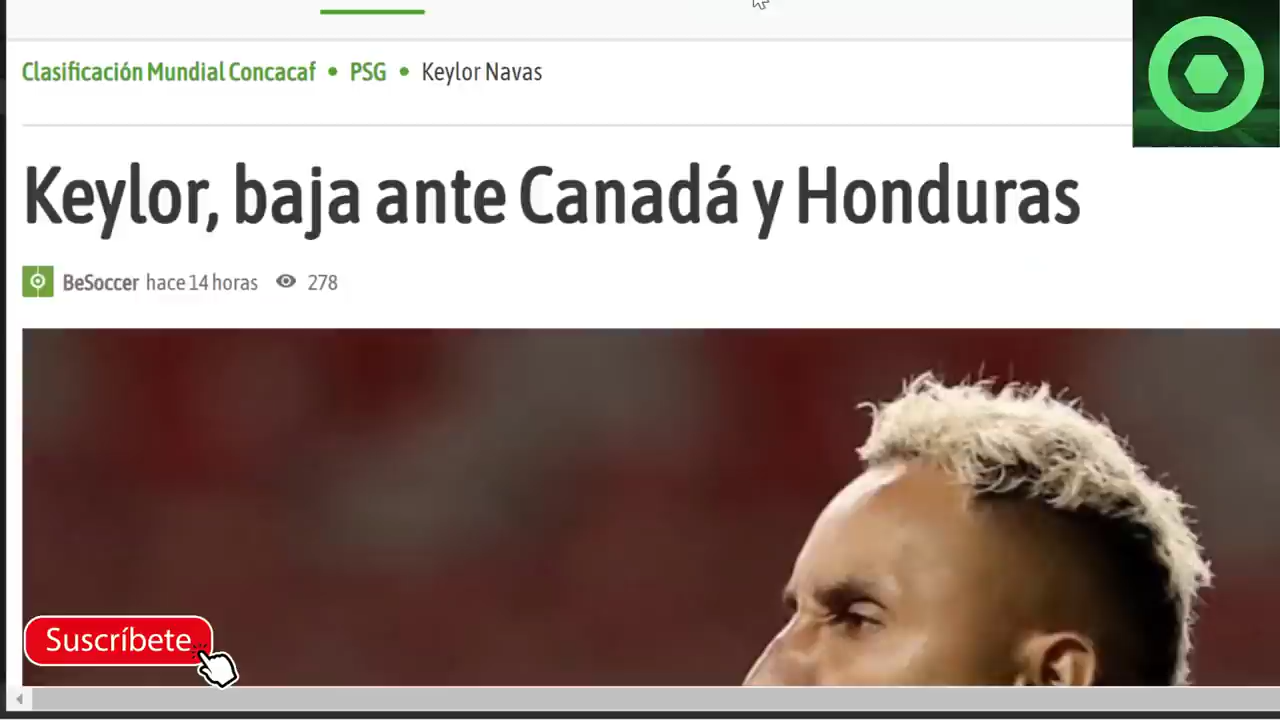 Clasificación Mundial Concacaf • PSG • Keylor Navas
Keylor, baja ante Canadá y Honduras
BeSoccer hace 14 horas 278
Suscríbete